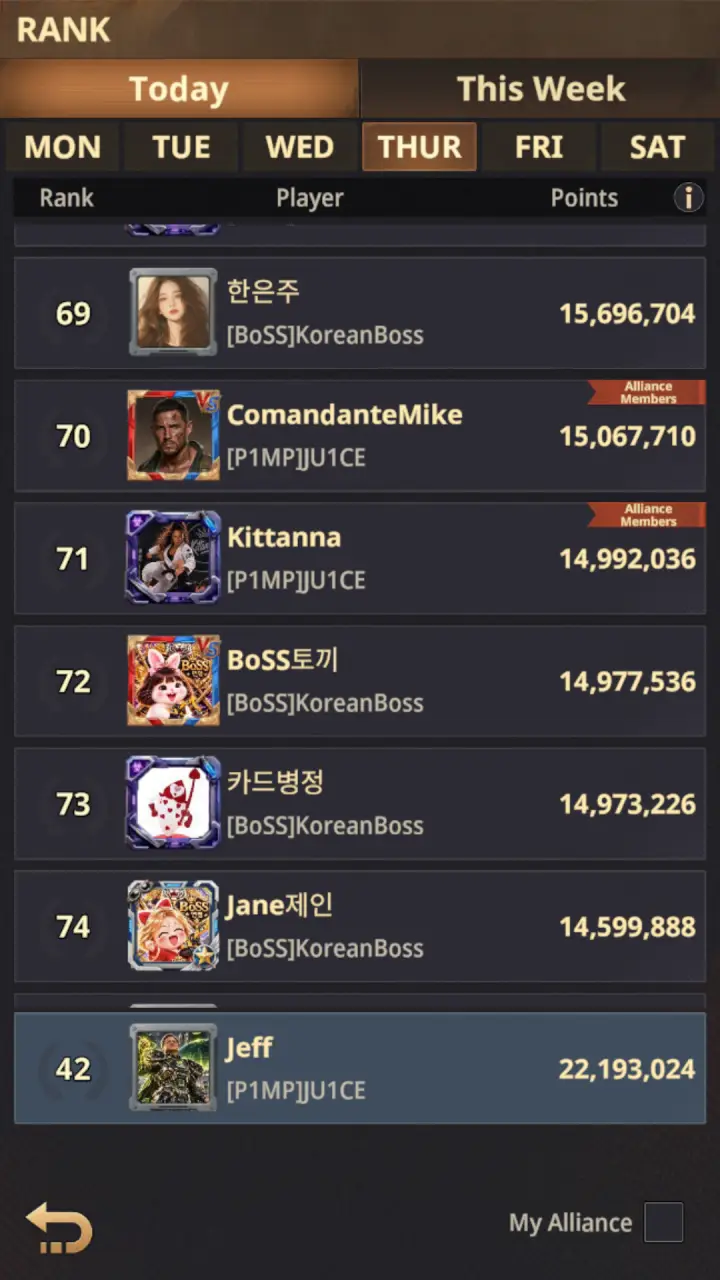 RANK
Today
This Week
MON TUE WED THUR FRI SAT
Rank Player Points
69
한은주
[BoSS]KoreanBoss
15,696,704
Alliance
Members
70
ComandanteMike
[P1MP]JU1CE
15,067,710
Alliance
Members
71
Kittanna
[P1MP]JU1CE
14,992,036
72
BoSS토끼
[BoSS]KoreanBoss
14,977,536
73
카드병정
[BoSS]KoreanBoss
14,973,226
74
Jane제인
[BoSS]KoreanBoss
14,599,888
42
Jeff
[P1MP]JU1CE
22,193,024
My Alliance